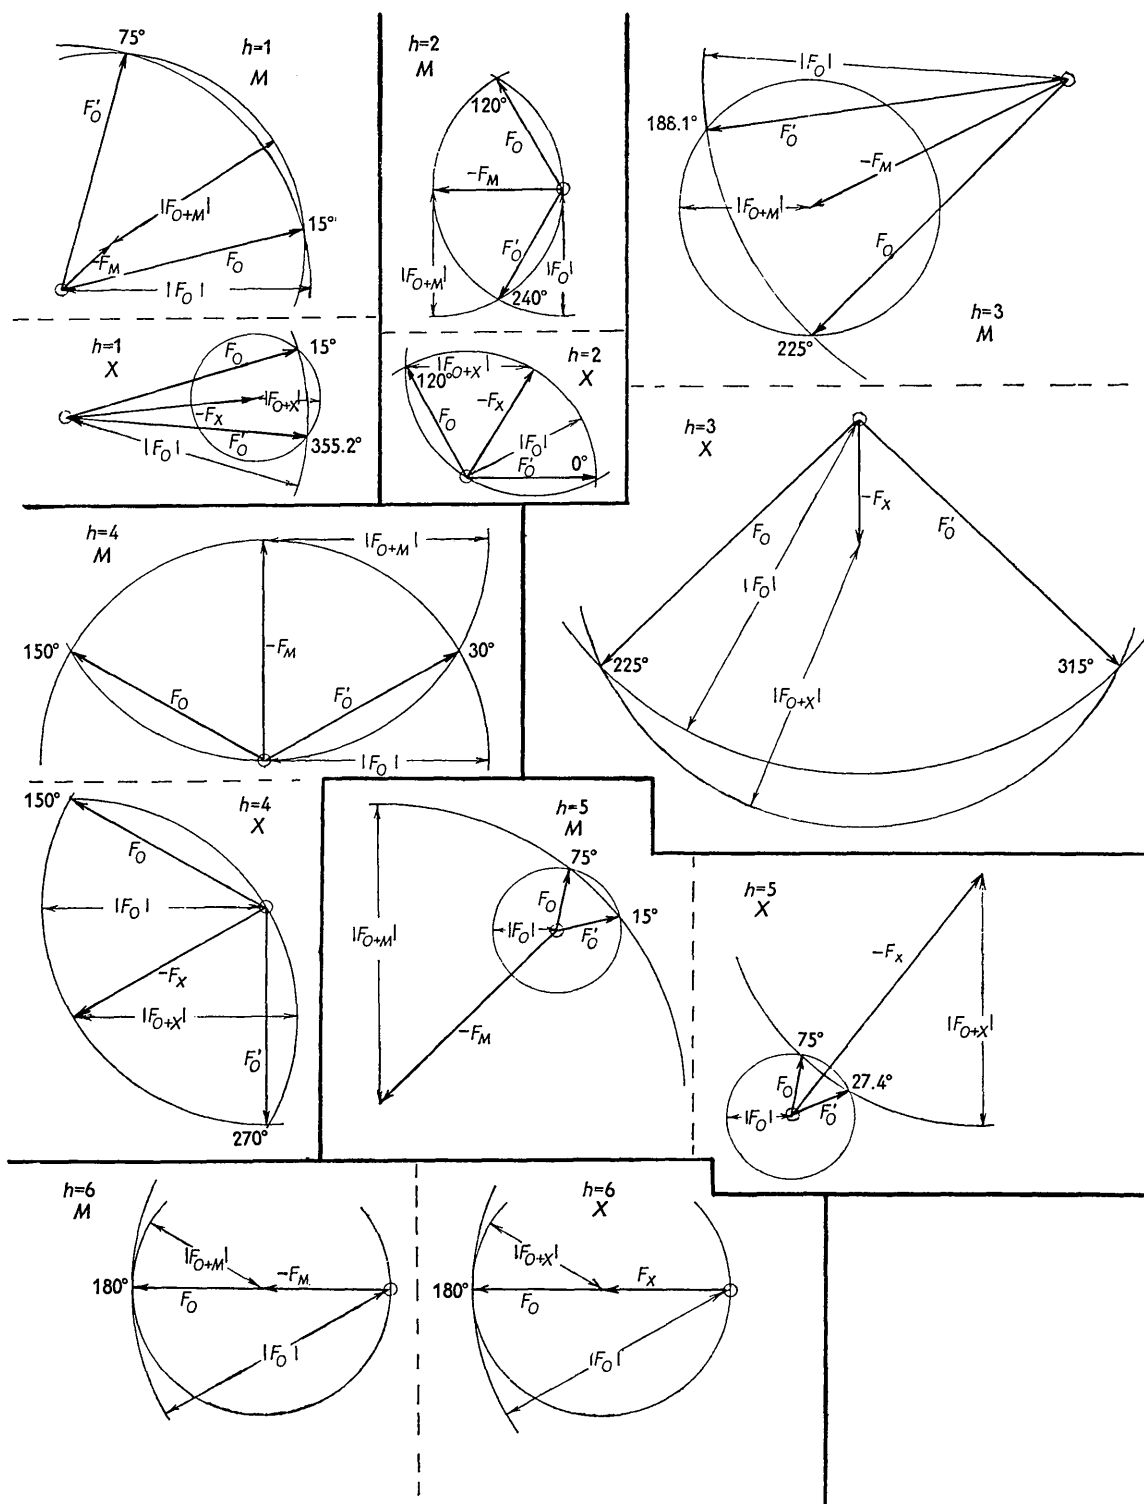 75°
h=1
M
F'O
|FO+M|
15°
–FM
FO
|FO|
h=2
M
120°
FO
–FM
F'O
|FO+M|
|FO|
240°
|FO|
188.1°
F'O
–FM
|FO+M|
FO
h=3
M
225°
h=1
X
FO
15°
|FO+X|
–FX
F'O
|FO|
355.2°
h=2
X
|FO+X|
120°
FO
–FX
|FO|
F'O
0°
h=3
X
–FX
FO
F'O
|FO|
225°
315°
|FO+X|
h=4
M
|FO+M|
150°
–FM
30°
FO
F'O
|FO|
150°
h=4
X
FO
|FO|
–FX
|FO+X|
F'O
270°
h=5
M
75°
FO
15°
|FO+M|
|FO|
F'O
–FM
h=5
X
–FX
|FO+X|
75°
FO
27.4°
|FO|
F'O
h=6
M
|FO+M|
–FM
180°
FO
|FO|
h=6
X
|FO+X|
FX
180°
FO
|FO|